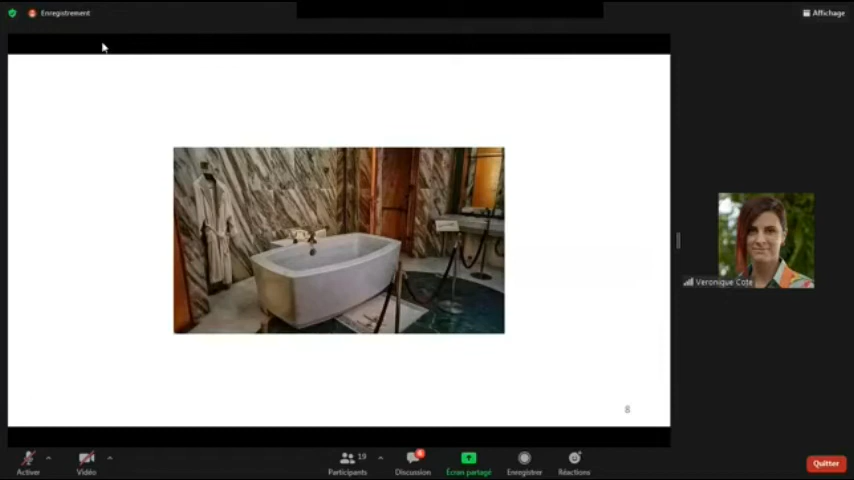 Enregistrement
Affichage
Veronique Cote
8
Activer
Vidéo
Participants
19
Discussion
Écran partagé
Enregistrer
Réactions
Quitter